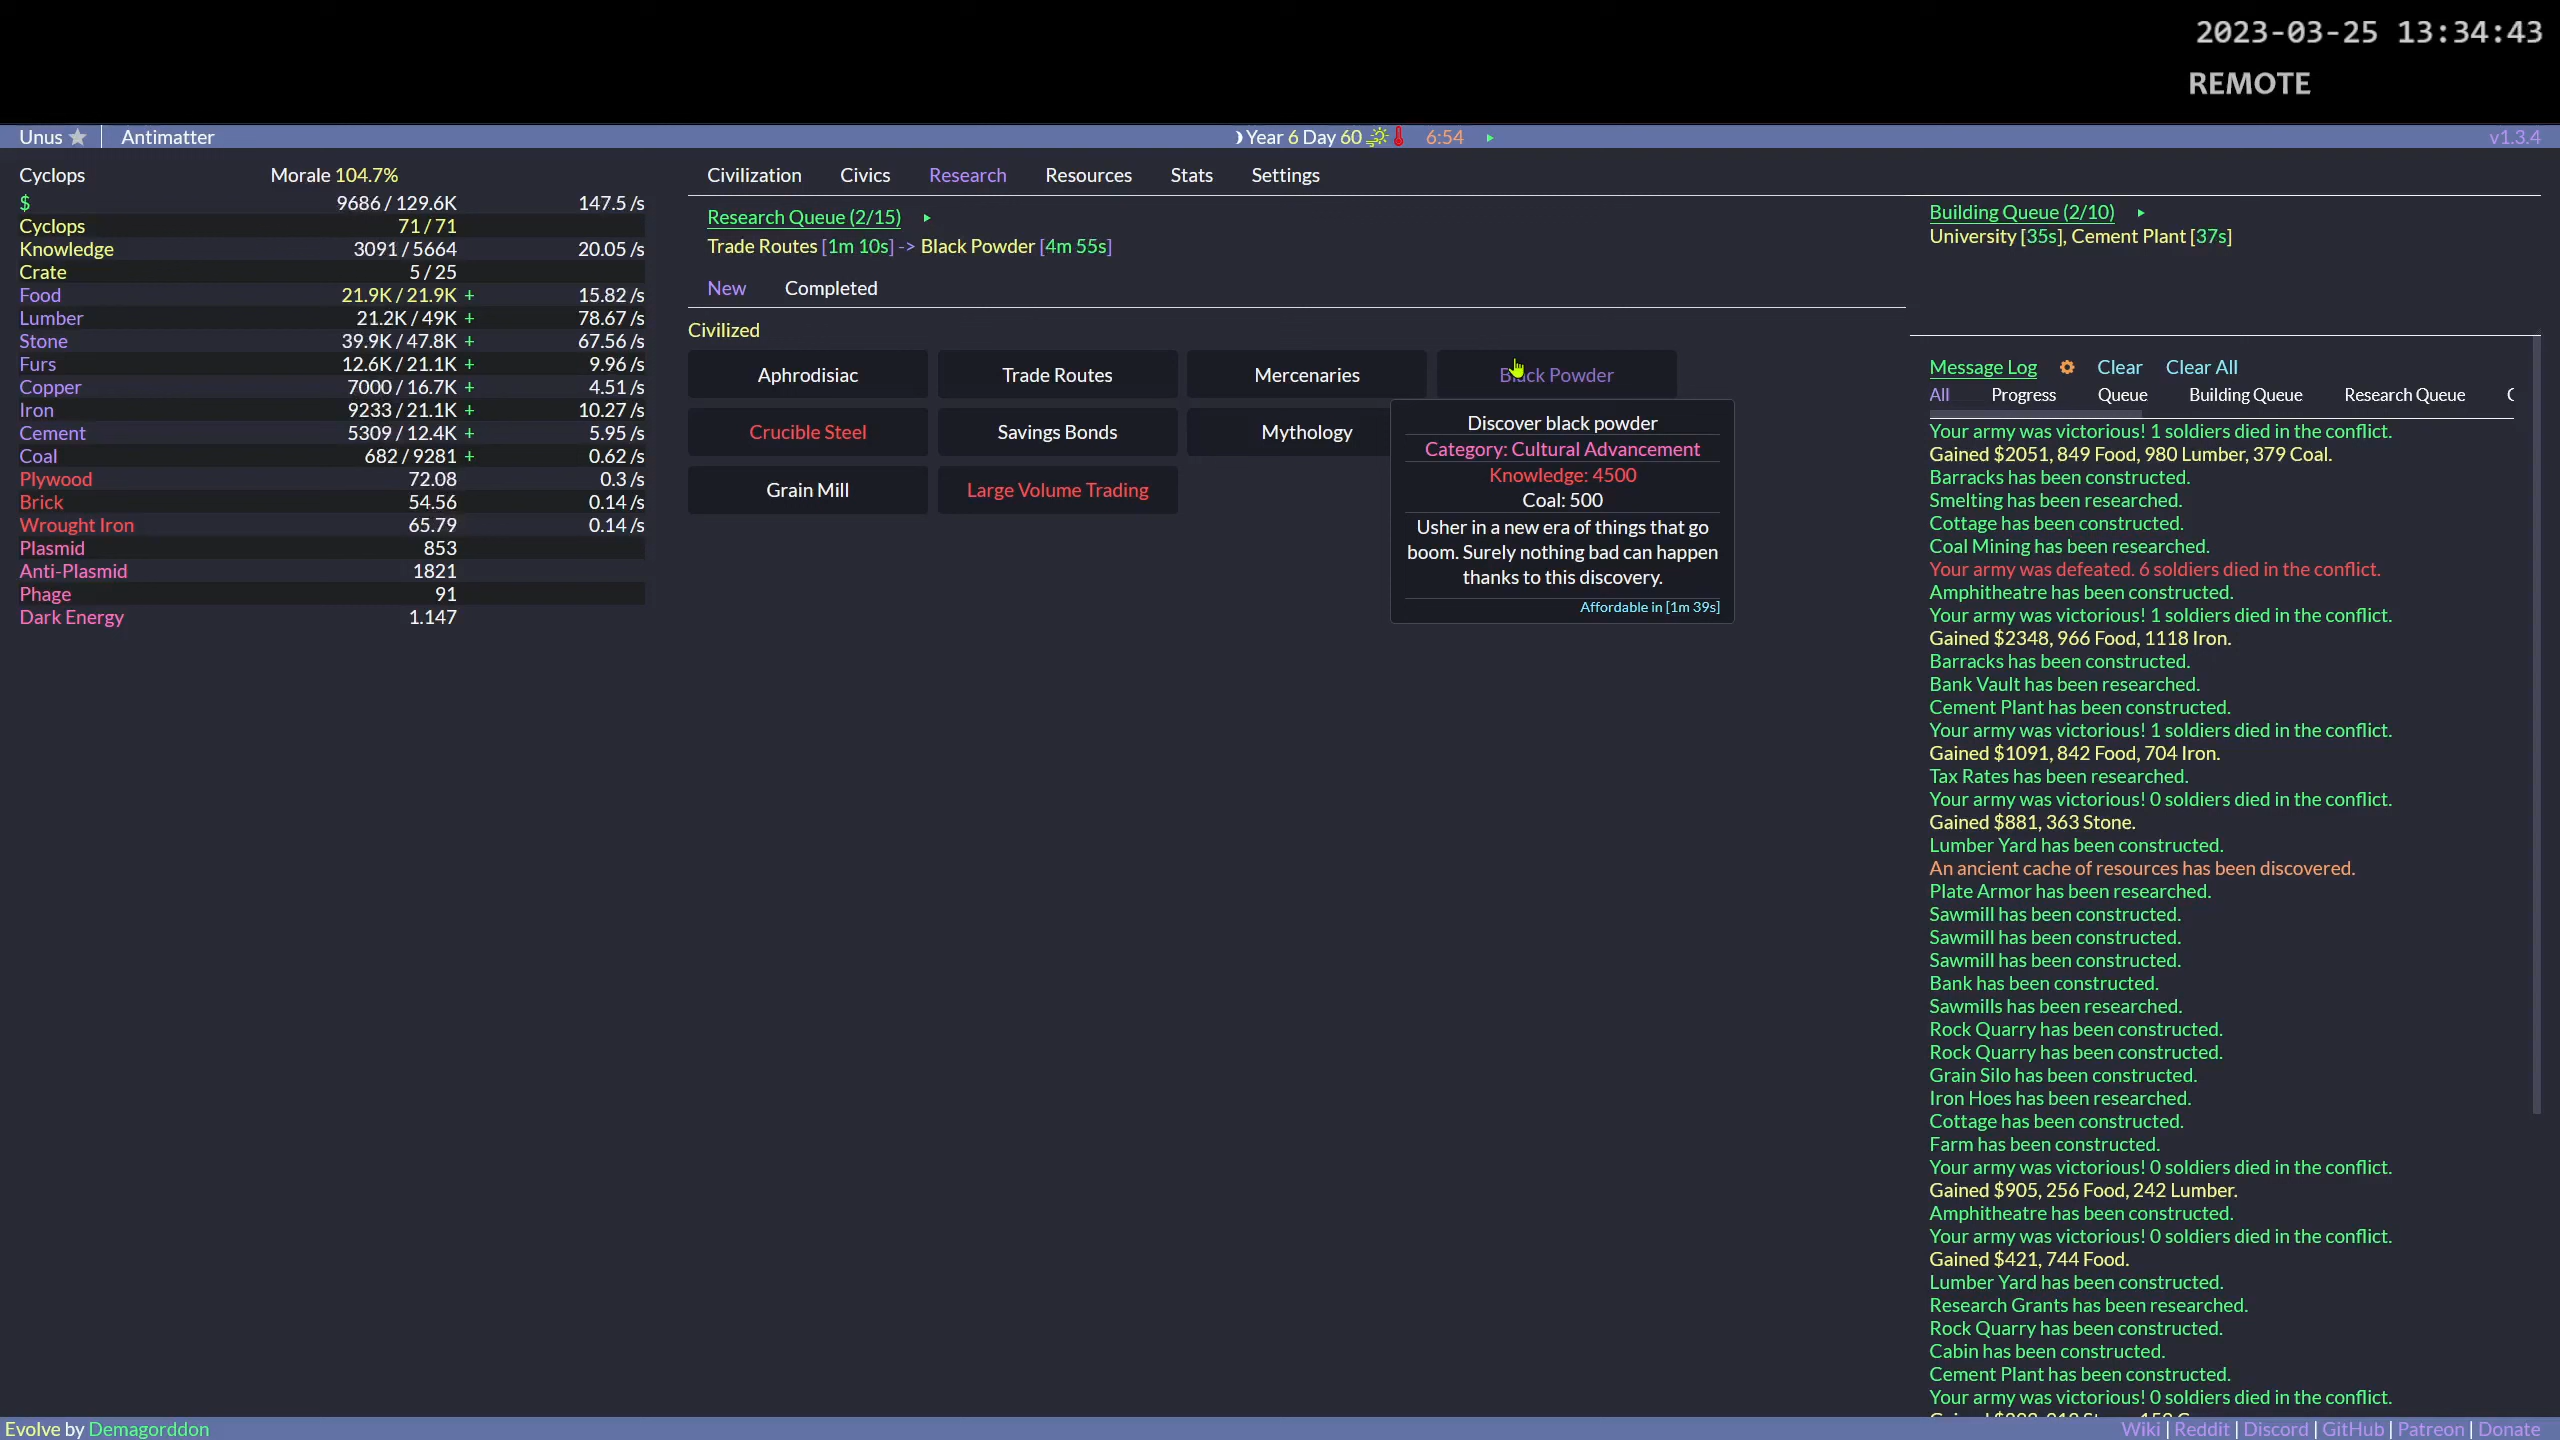 2023-03-25 13:34:43
REMOTE
Unus | Antimatter
Year 6 Day 60 6:54
v1.3.4
Cyclops Morale 104.7%
$ 9686 / 129.6K 147.5 /s
Cyclops 71 / 71
Knowledge 3091 / 5664 20.05 /s
Crate 5 / 25
Food 21.9K / 21.9K + 15.82 /s
Lumber 21.2K / 49K + 78.67 /s
Stone 39.9K / 47.8K + 67.56 /s
Furs 12.6K / 21.1K + 9.96 /s
Copper 7000 / 16.7K + 4.51 /s
Iron 9233 / 21.1K + 10.27 /s
Cement 5309 / 12.4K + 5.95 /s
Coal 682 / 9281 + 0.62 /s
Plywood 72.08 0.3 /s
Brick 54.56 0.14 /s
Wrought Iron 65.79 0.14 /s
Plasmid 853
Anti-Plasmid 1821
Phage 91
Dark Energy 1.147
Civilization Civics Research Resources Stats Settings
Research Queue (2/15)
Trade Routes [1m 10s] -> Black Powder [4m 55s]
New Completed
Civilized
Aphrodisiac Trade Routes Mercenaries Black Powder
Crucible Steel Savings Bonds Mythology
Grain Mill Large Volume Trading
Discover black powder
Category: Cultural Advancement
Knowledge: 4500
Coal: 500
Usher in a new era of things that go
boom. Surely nothing bad can happen
thanks to this discovery.
Affordable in [1m 39s]
Building Queue (2/10)
University [35s], Cement Plant [37s]
Message Log Clear Clear All
All Progress Queue Building Queue Research Queue
Your army was victorious! 1 soldiers died in the conflict.
Gained $2051, 849 Food, 980 Lumber, 379 Coal.
Barracks has been constructed.
Smelting has been researched.
Cottage has been constructed.
Coal Mining has been researched.
Your army was defeated. 6 soldiers died in the conflict.
Amphitheatre has been constructed.
Your army was victorious! 1 soldiers died in the conflict.
Gained $2348, 966 Food, 1118 Iron.
Barracks has been constructed.
Bank Vault has been researched.
Cement Plant has been constructed.
Your army was victorious! 1 soldiers died in the conflict.
Gained $1091, 842 Food, 704 Iron.
Tax Rates has been researched.
Your army was victorious! 0 soldiers died in the conflict.
Gained $881, 363 Stone.
Lumber Yard has been constructed.
An ancient cache of resources has been discovered.
Plate Armor has been researched.
Sawmill has been constructed.
Sawmill has been constructed.
Sawmill has been constructed.
Bank has been constructed.
Sawmills has been researched.
Rock Quarry has been constructed.
Rock Quarry has been constructed.
Grain Silo has been constructed.
Iron Hoes has been researched.
Cottage has been constructed.
Farm has been constructed.
Your army was victorious! 0 soldiers died in the conflict.
Gained $905, 256 Food, 242 Lumber.
Amphitheatre has been constructed.
Your army was victorious! 0 soldiers died in the conflict.
Gained $421, 744 Food.
Lumber Yard has been constructed.
Research Grants has been researched.
Rock Quarry has been constructed.
Cabin has been constructed.
Cement Plant has been constructed.
Your army was victorious! 0 soldiers died in the conflict.
Evolve by Demagorddon
Wiki | Reddit | Discord | GitHub | Patreon | Donate